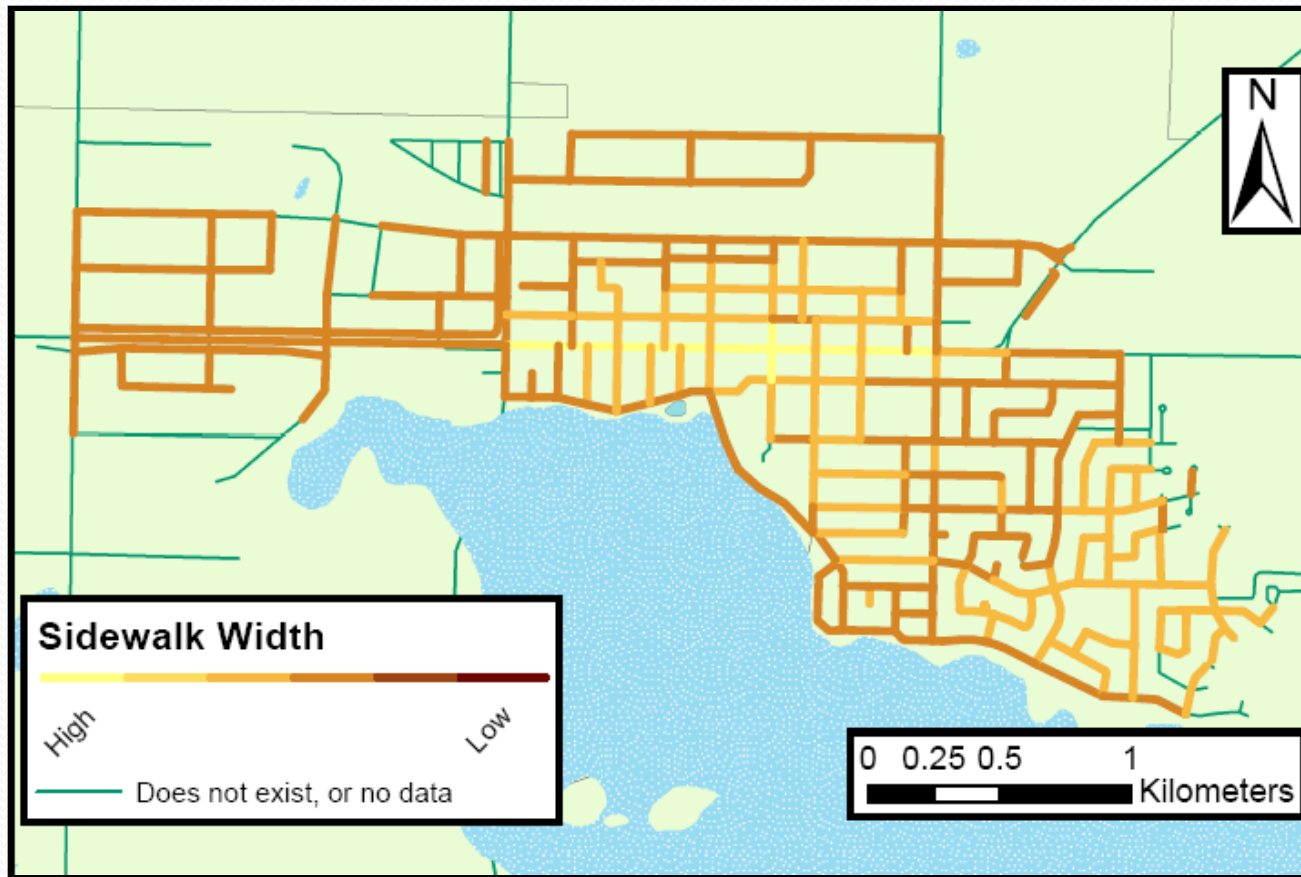 N
Sidewalk Width
High
Low
Does not exist, or no data
0 0.25 0.5 1
Kilometers